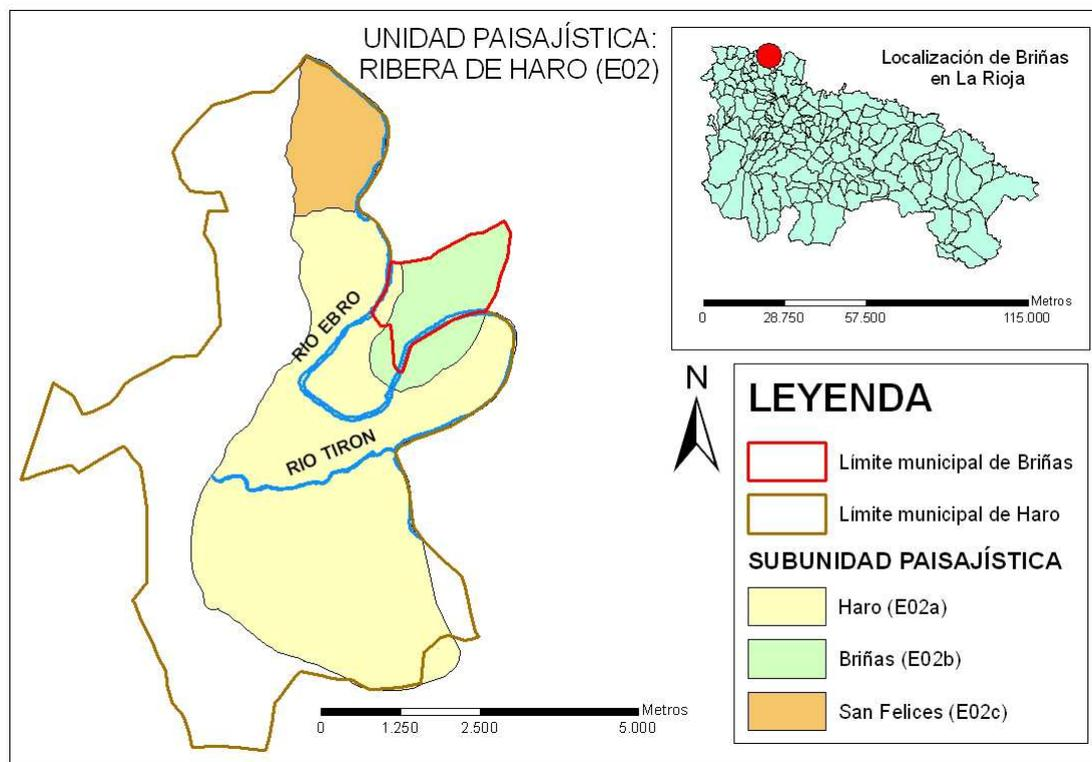 UNIDAD PAISAJÍSTICA:
RIBERA DE HARO (E02)
Localización de Briñas
en La Rioja
Metros
0 28.750 57.500 115.000
RIO EBRO
RIO TIRON
N
LEYENDA
Límite municipal de Briñas
Límite municipal de Haro
SUBUNIDAD PAISAJÍSTICA
Haro (E02a)
Briñas (E02b)
San Felices (E02c)
Metros
0 1.250 2.500 5.000